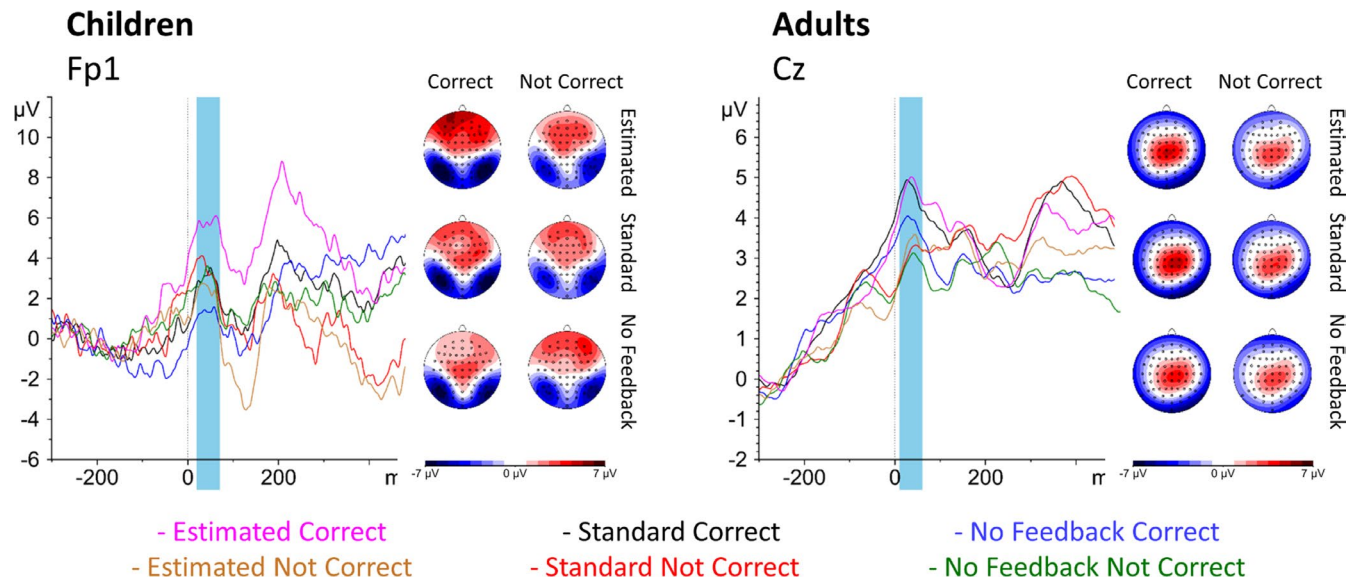 Children
Fp1
Correct Not Correct
µV
10
8
6
4
2
0
-2
-4
-6
-200 0 200 m
Estimated
Standard
No Feedback
-7 µV 0 µV 7 µV
Adults
Cz
Correct Not Correct
µV
6
5
4
3
2
1
0
-1
-2
-200 0 200 m
Estimated
Standard
No Feedback
-7 µV 0 µV 7 µV
- Estimated Correct - Standard Correct - No Feedback Correct
- Estimated Not Correct - Standard Not Correct - No Feedback Not Correct